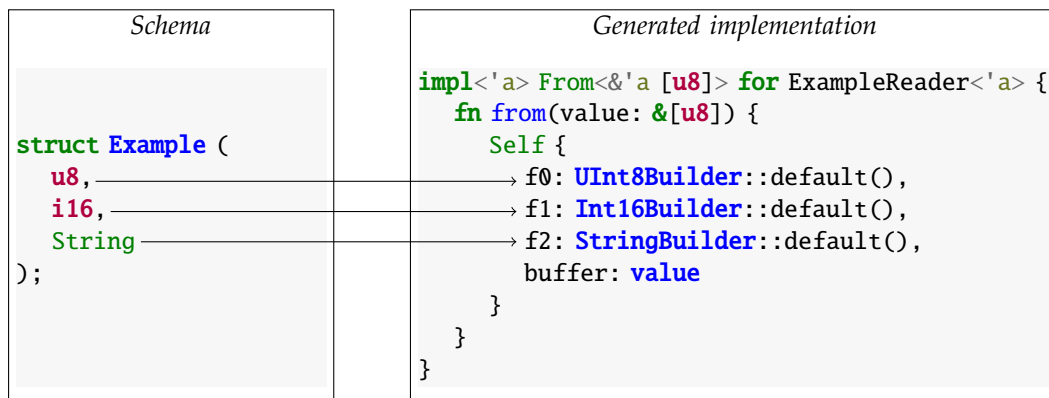 Schema
struct Example (
u8,
i16,
String
);
Generated implementation
impl<'a> From<&'a [u8]> for ExampleReader<'a> {
fn from(value: &[u8]) {
Self {
f0: UInt8Builder::default(),
f1: Int16Builder::default(),
f2: StringBuilder::default(),
buffer: value
}
}
}